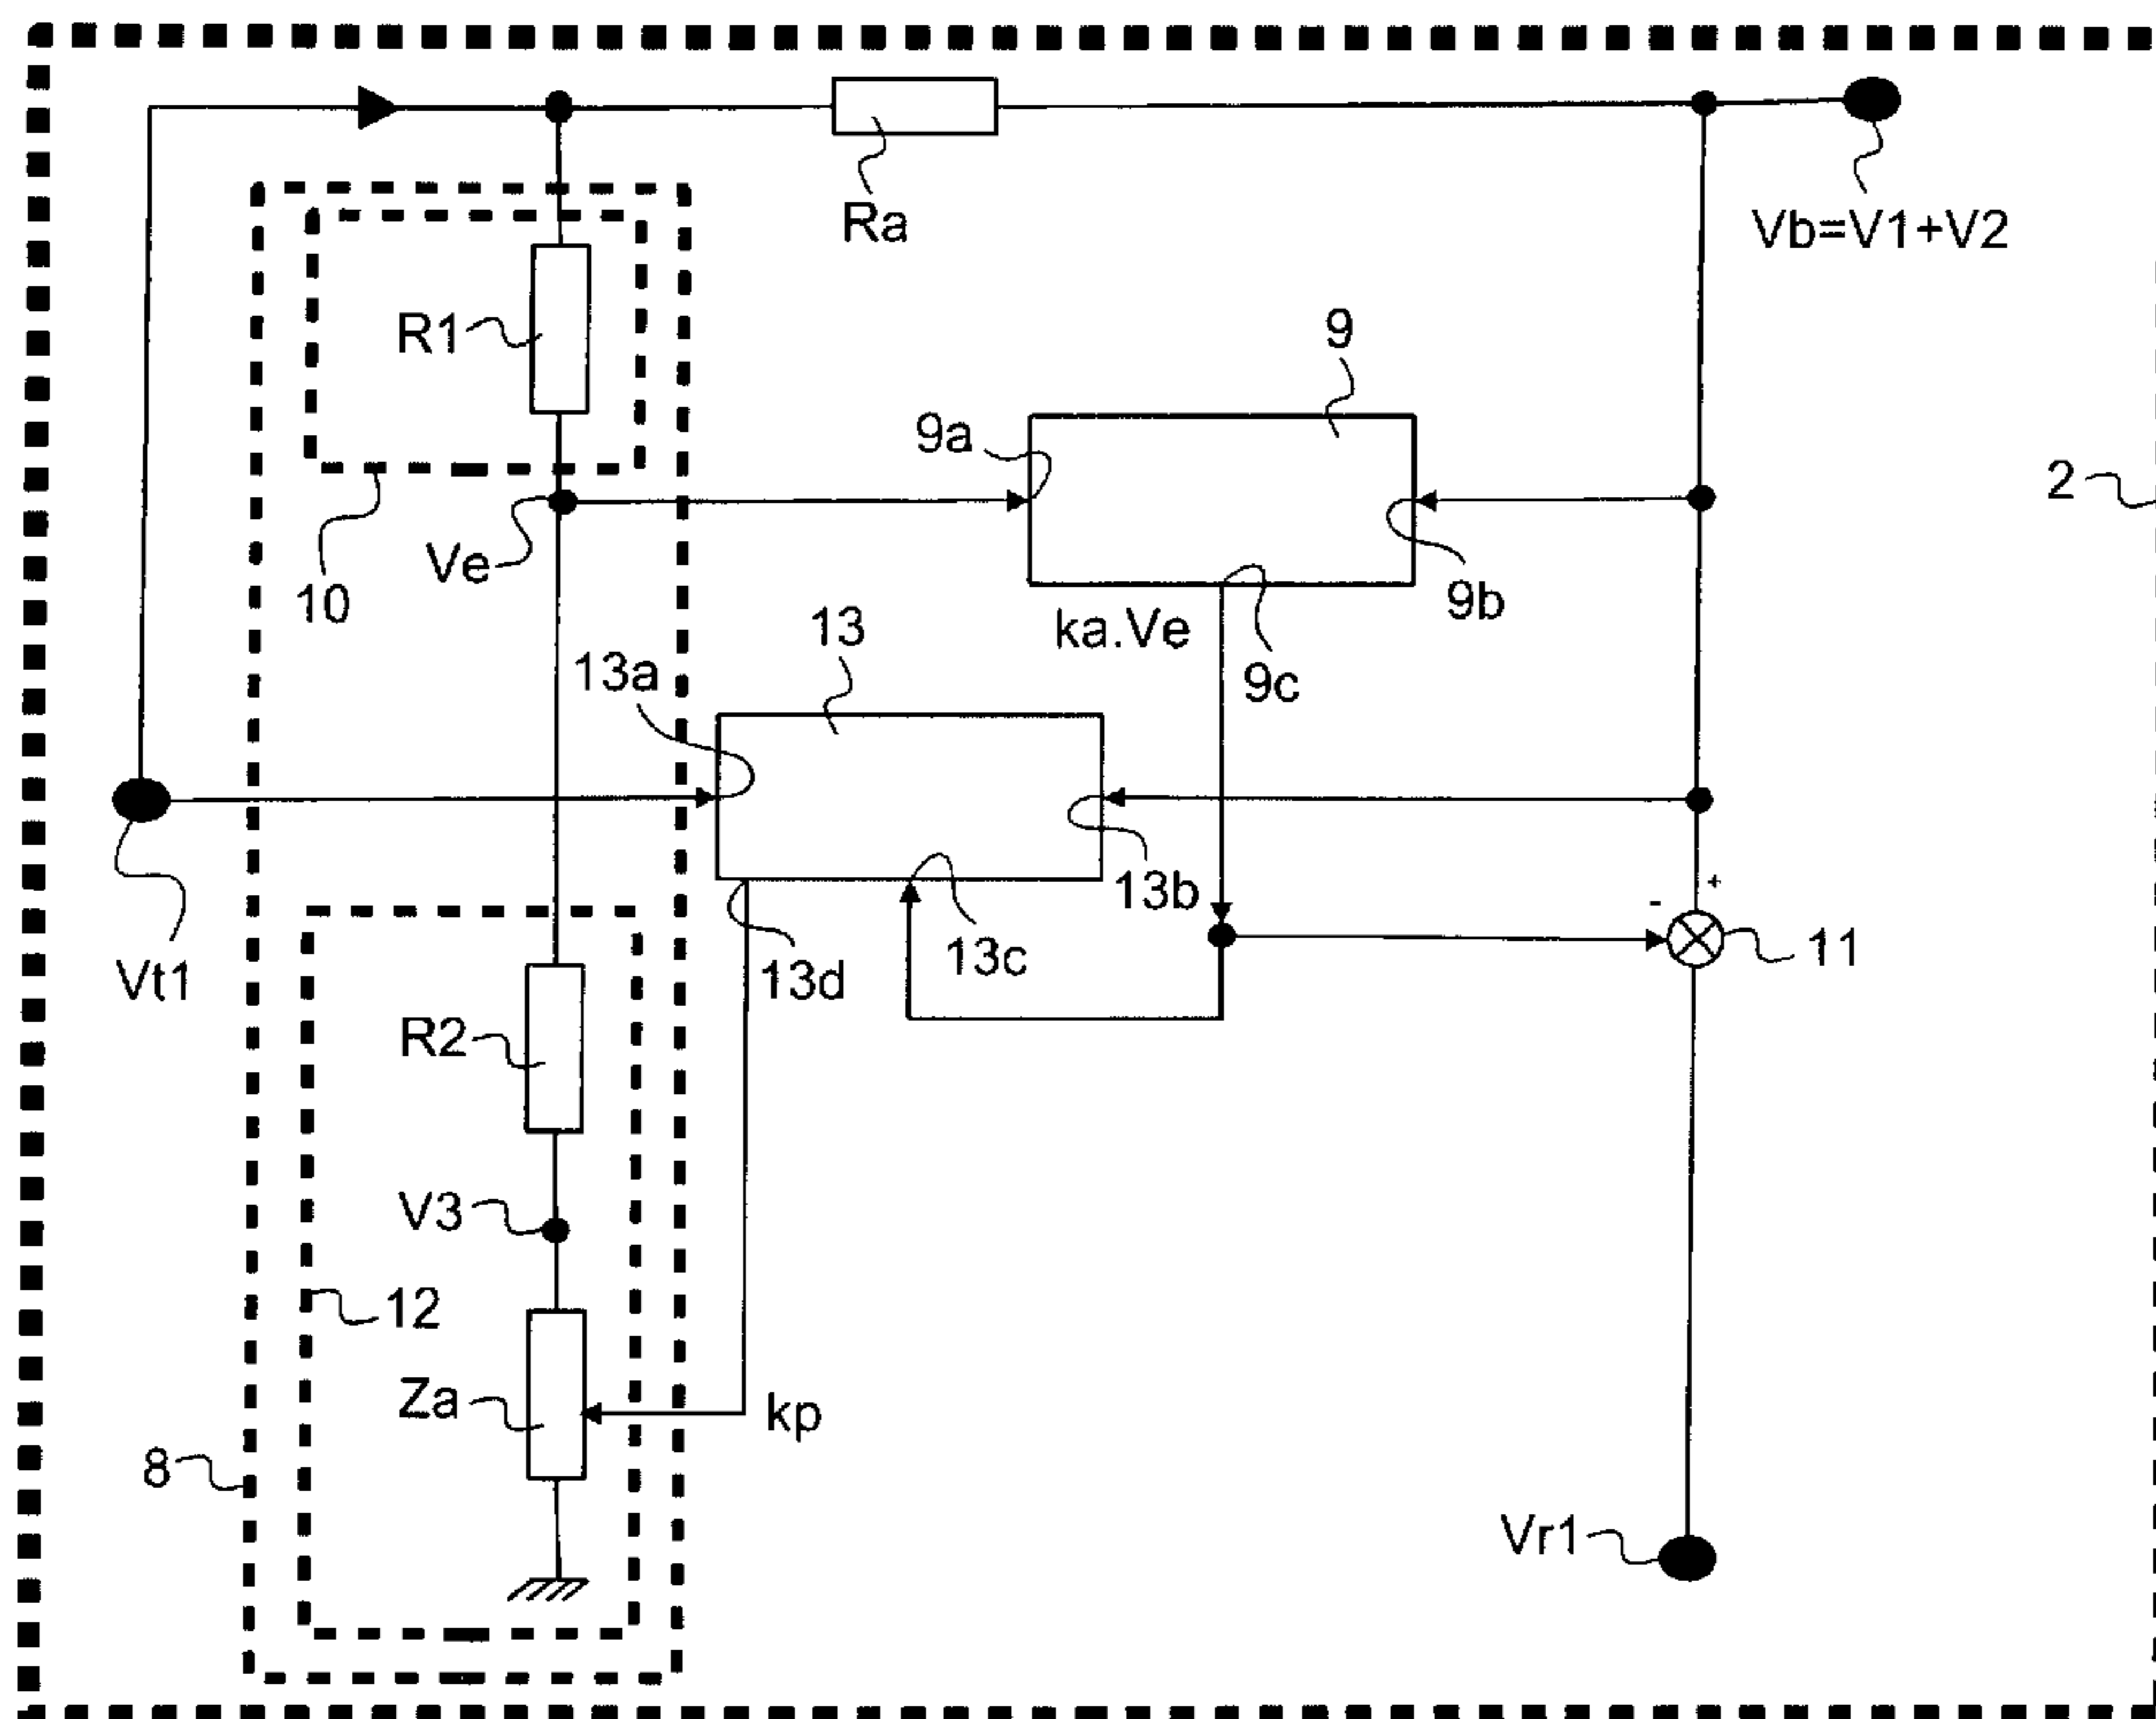 Ra
Vb=V1+V2
R1
9
9a
2
Ve
10
9b
ka.Ve
13
13a
9c
13b
+
-
11
13c
13d
Vt1
R2
V3
12
Za
kp
8
Vr1